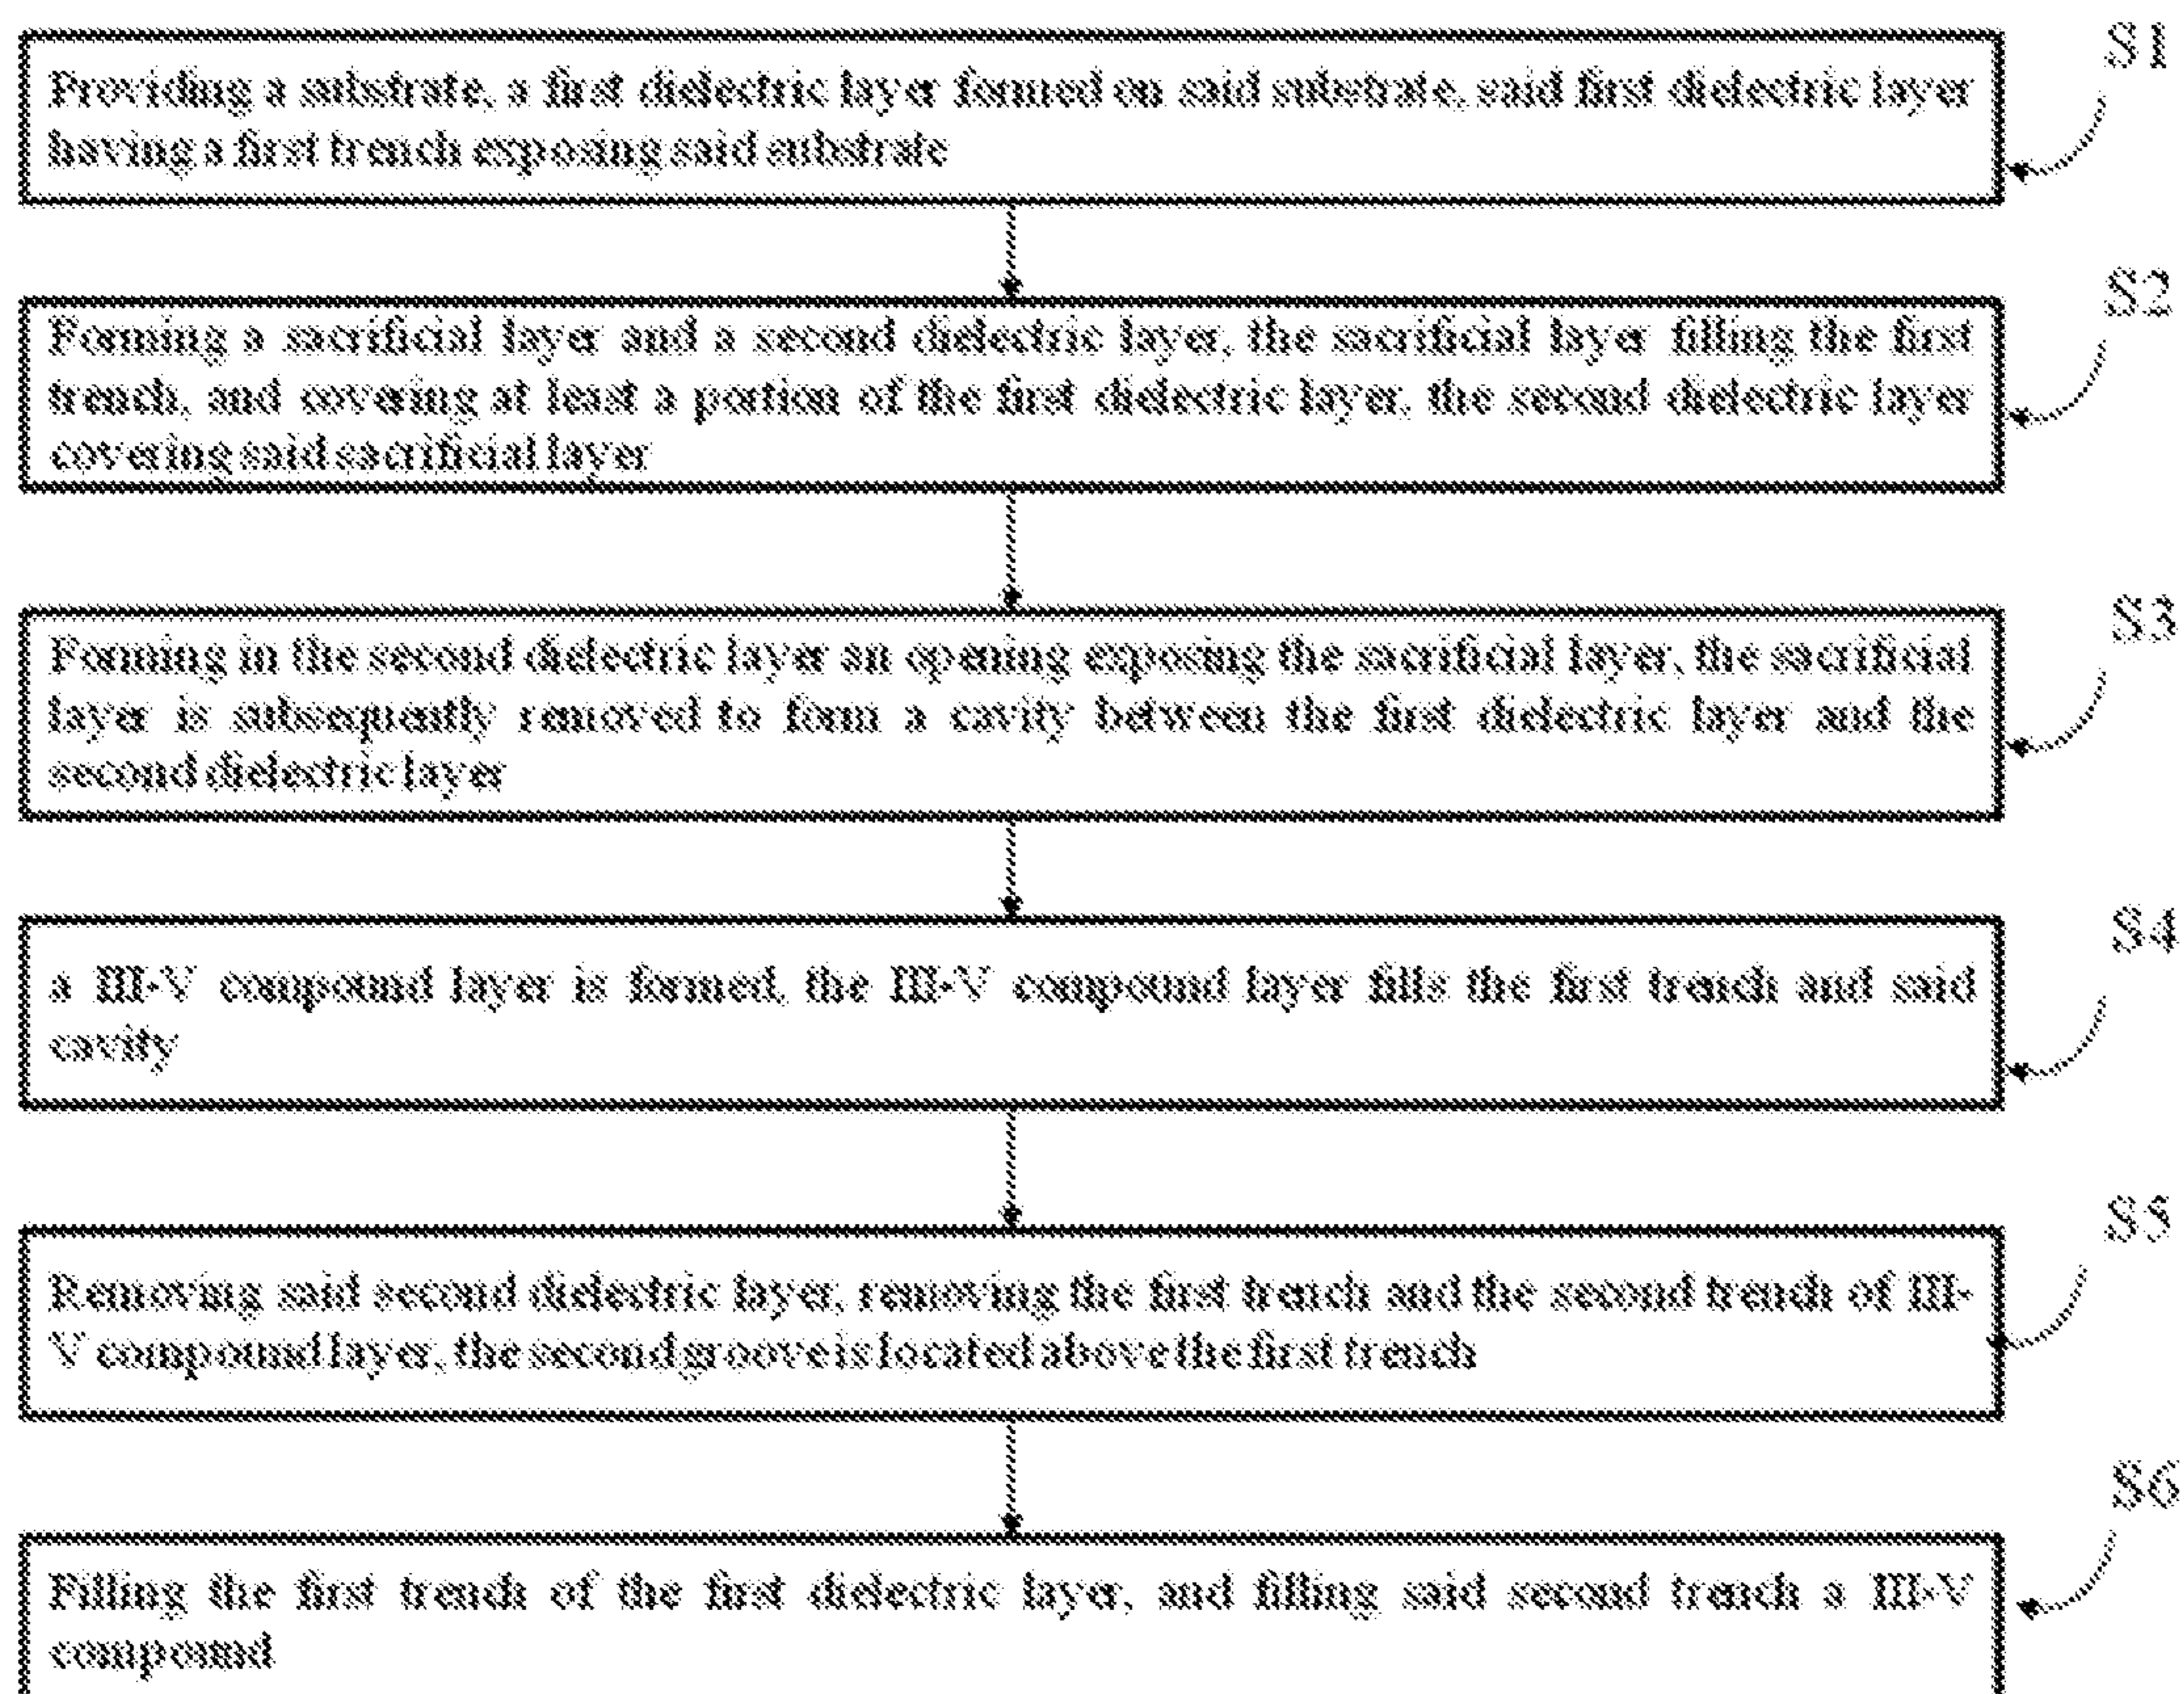 S1
Providing a substrate, a first dielectric layer formed on said substrate, said first dielectric layer
having a first trench exposing said substrate
S2
Forming a sacrificial layer and a second dielectric layer, the sacrificial layer filling the first
trench, and covering at least a portion of the first dielectric layer, the second dielectric layer
covering said sacrificial layer
S3
Forming in the second dielectric layer an opening exposing the sacrificial layer, the sacrificial
layer is subsequently removed to form a cavity between the first dielectric layer and the
second dielectric layer
S4
a III-V compound layer is formed, the III-V compound layer fills the first trench and said
cavity
S5
Removing said second dielectric layer, removing the first trench and the second trench of III-
V compound layer, the second groove is located above the first trench
S6
Filling the first trench of the first dielectric layer, and filling said second trench a III-V
compound